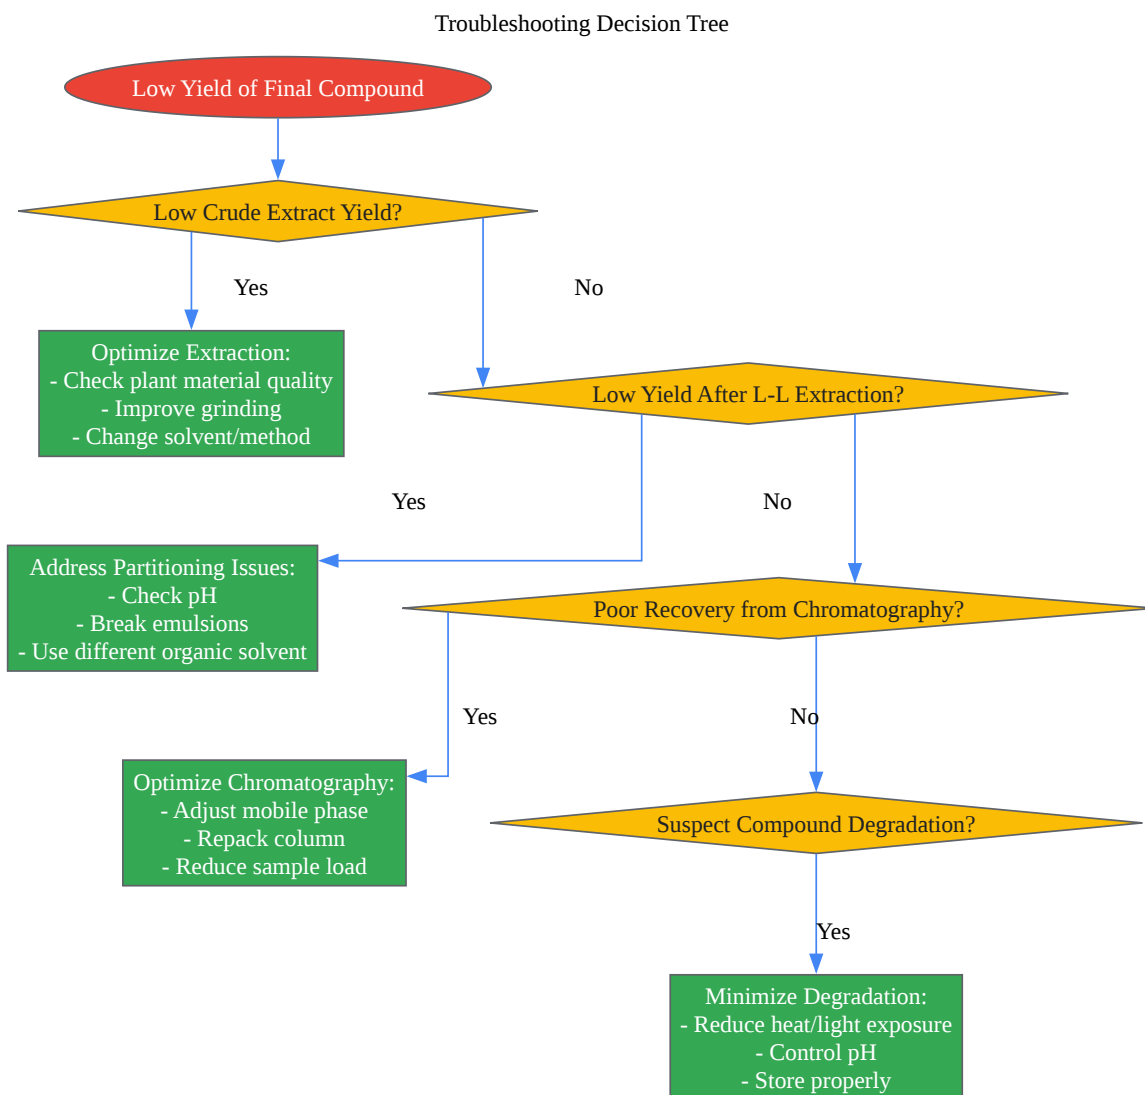 Troubleshooting Decision Tree
Low Yield of Final Compound
Low Crude Extract Yield?
Yes
No
Optimize Extraction:
- Check plant material quality
- Improve grinding
- Change solvent/method
Low Yield After L-L Extraction?
Yes
No
Address Partitioning Issues:
- Check pH
- Break emulsions
- Use different organic solvent
Poor Recovery from Chromatography?
Yes
No
Optimize Chromatography:
- Adjust mobile phase
- Repack column
- Reduce sample load
Suspect Compound Degradation?
Yes
Minimize Degradation:
- Reduce heat/light exposure
- Control pH
- Store properly